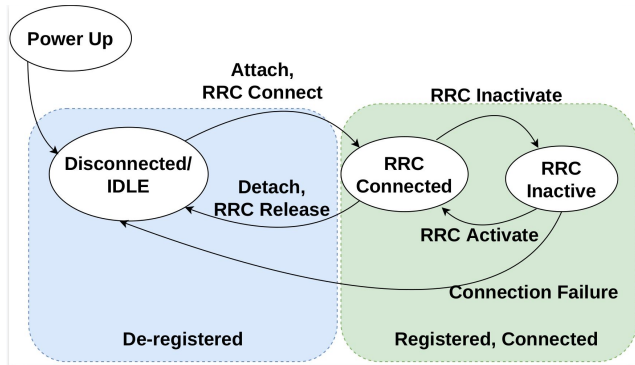 Power Up
Attach,
RRC Connect
RRC Inactivate
Disconnected/
IDLE
RRC
Connected
RRC
Inactive
Detach,
RRC Release
RRC Activate
Connection Failure
De-registered
Registered, Connected